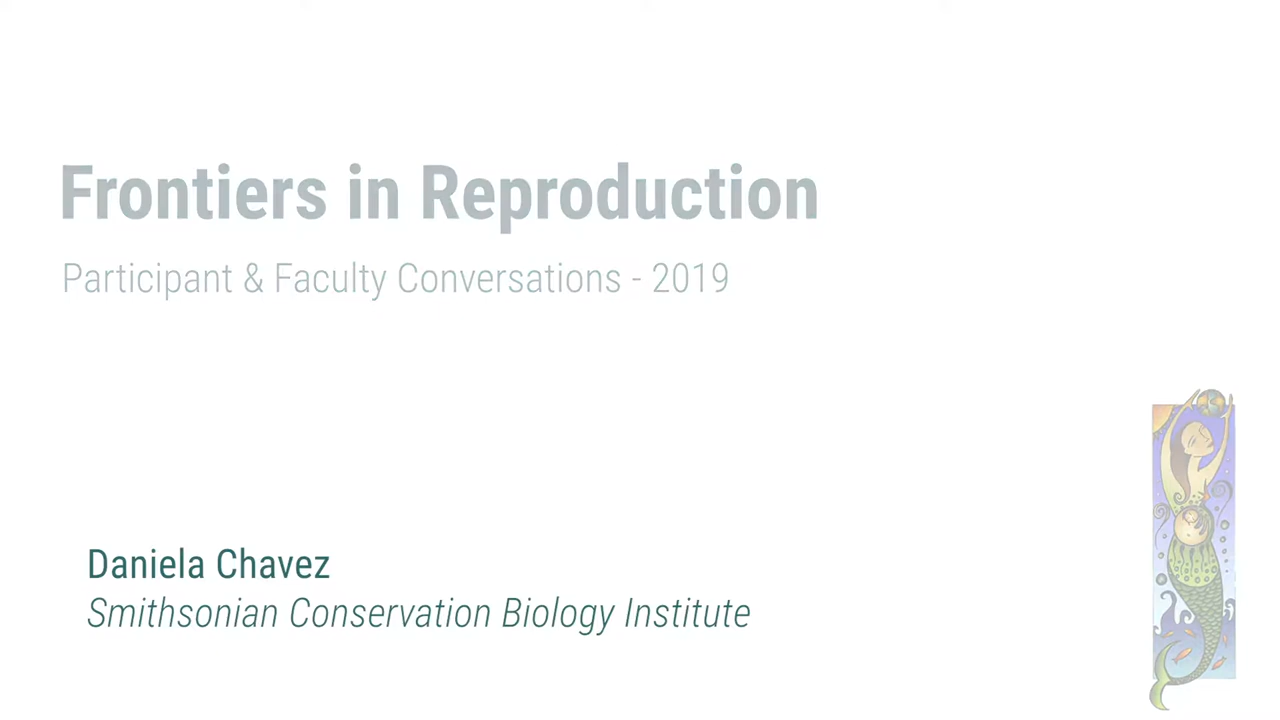 Frontiers in Reproduction
Participant & Faculty Conversations - 2019
Daniela Chavez
Smithsonian Conservation Biology Institute